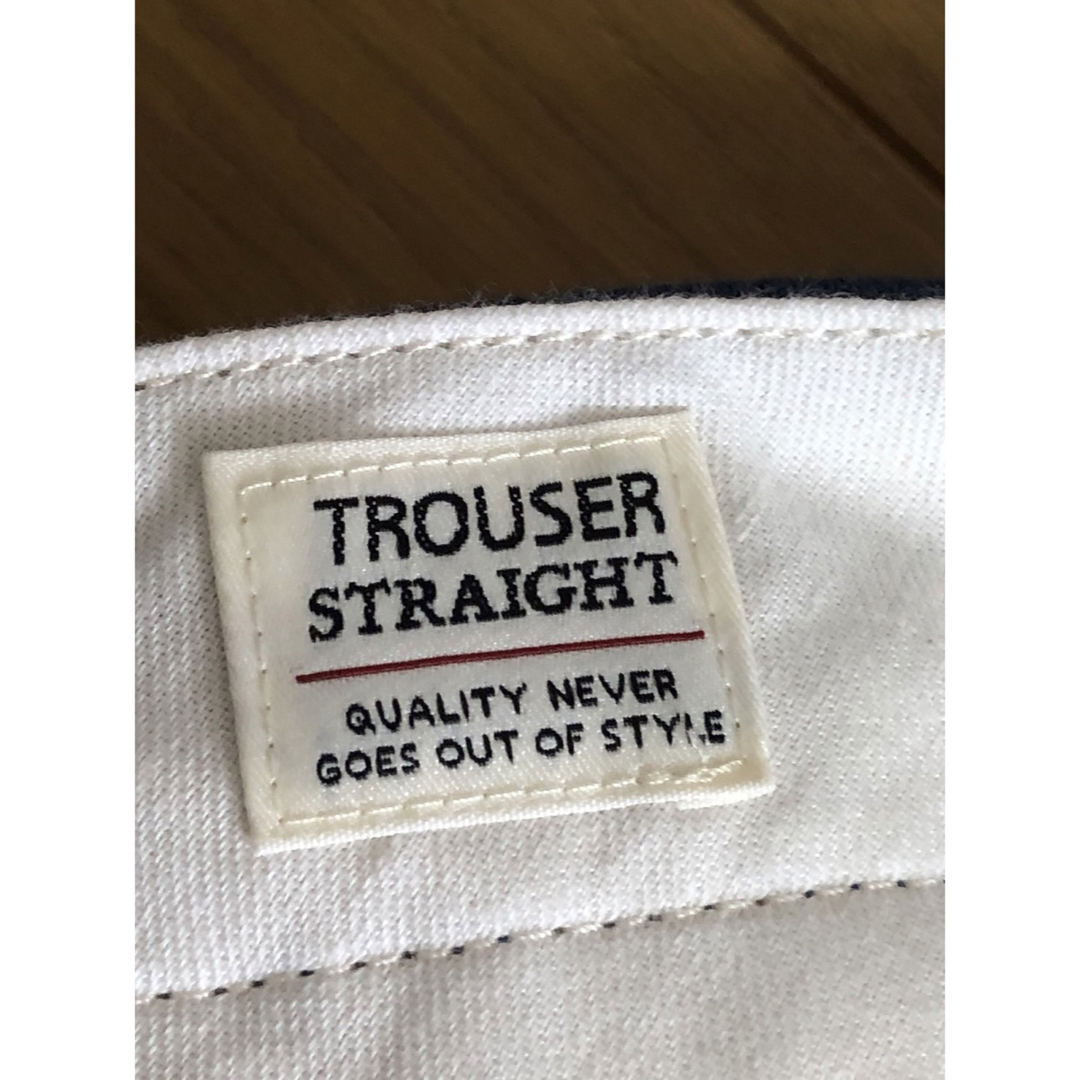 TROUSER
STRAIGHT
QUALITY NEVER
GOES OUT OF STYLE